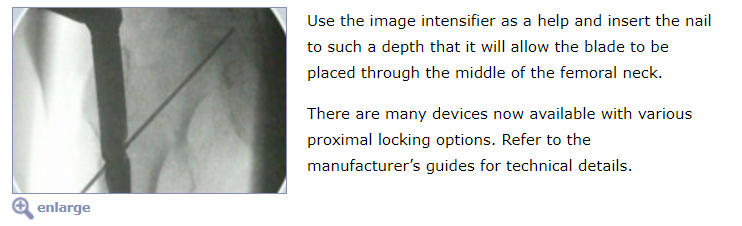 Use the image intensifier as a help and insert the nail
to such a depth that it will allow the blade to be
placed through the middle of the femoral neck.
There are many devices now available with various
proximal locking options. Refer to the
manufacturer’s guides for technical details.
enlarge